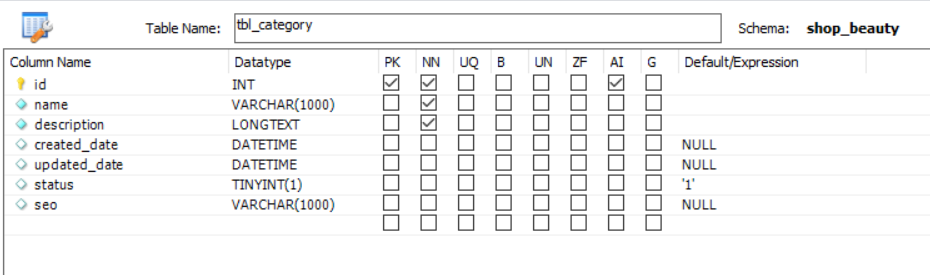 Table Name: tbl_category Schema: shop_beauty
Column Name Datatype PK NN UQ B UN ZF AI G Default/Expression
id INT
name VARCHAR(1000)
description LONGTEXT
created_date DATETIME NULL
updated_date DATETIME NULL
status TINYINT(1) '1'
seo VARCHAR(1000) NULL